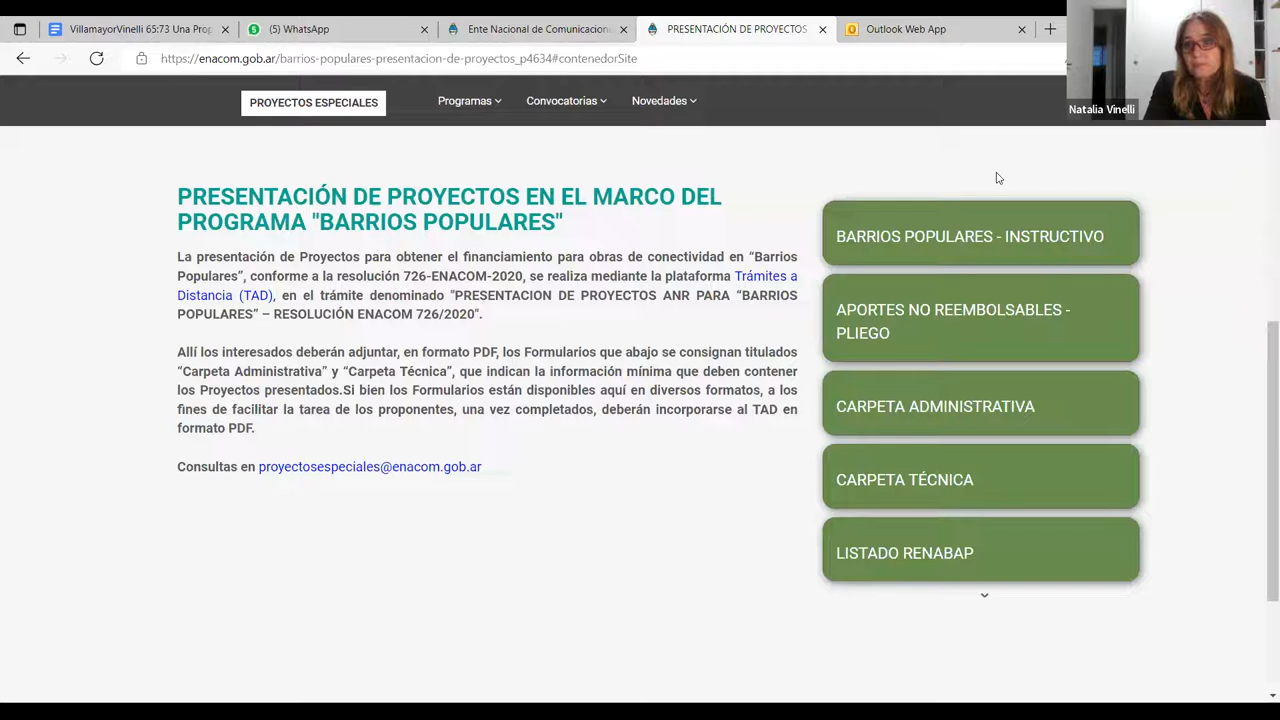 VillamayorVinelli 65:73 Una Prop
(5) WhatsApp
Ente Nacional de Comunicacion
PRESENTACIÓN DE PROYECTOS
Outlook Web App
https://enacom.gob.ar/barrios-populares-presentacion-de-proyectos_p4634#contenedorSite
Natalia Vinelli
PROYECTOS ESPECIALES
Programas
Convocatorias
Novedades
PRESENTACIÓN DE PROYECTOS EN EL MARCO DEL
PROGRAMA "BARRIOS POPULARES"
La presentación de Proyectos para obtener el financiamiento para obras de conectividad en “Barrios
Populares”, conforme a la resolución 726-ENACOM-2020, se realiza mediante la plataforma Trámites a
Distancia (TAD), en el trámite denominado "PRESENTACION DE PROYECTOS ANR PARA “BARRIOS
POPULARES” – RESOLUCIÓN ENACOM 726/2020".
Allí los interesados deberán adjuntar, en formato PDF, los Formularios que abajo se consignan titulados
“Carpeta Administrativa” y “Carpeta Técnica”, que indican la información mínima que deben contener
los Proyectos presentados.Si bien los Formularios están disponibles aquí en diversos formatos, a los
fines de facilitar la tarea de los proponentes, una vez completados, deberán incorporarse al TAD en
formato PDF.
Consultas en proyectosespeciales@enacom.gob.ar
BARRIOS POPULARES - INSTRUCTIVO
APORTES NO REEMBOLSABLES -
PLIEGO
CARPETA ADMINISTRATIVA
CARPETA TÉCNICA
LISTADO RENABAP